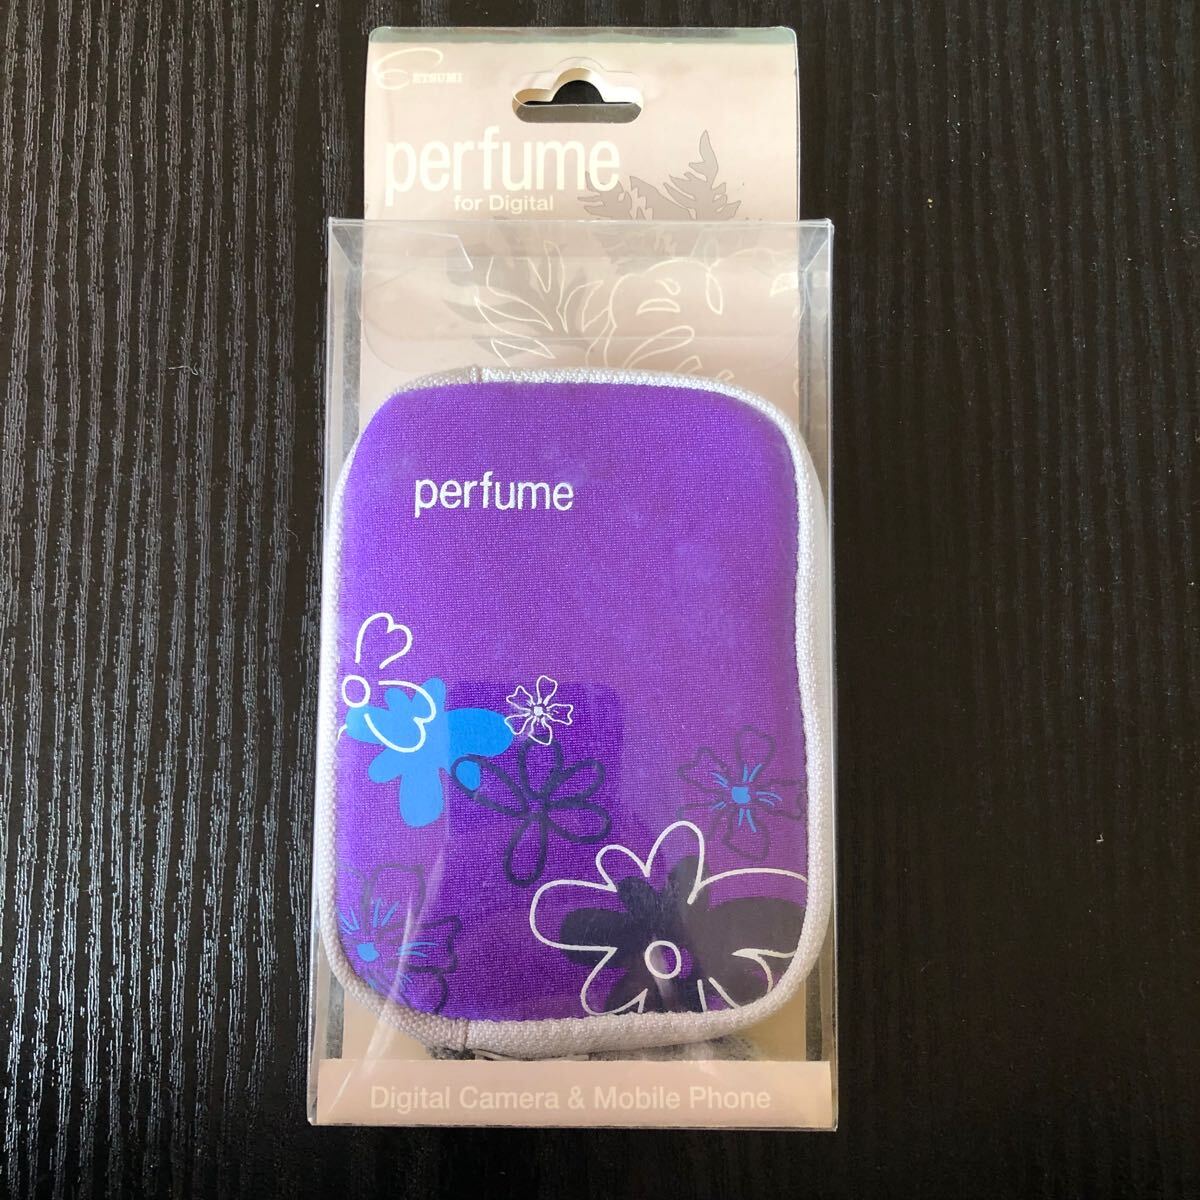 ETSUMI
perfume
for Digital
perfume
Digital Camera & Mobile Phone